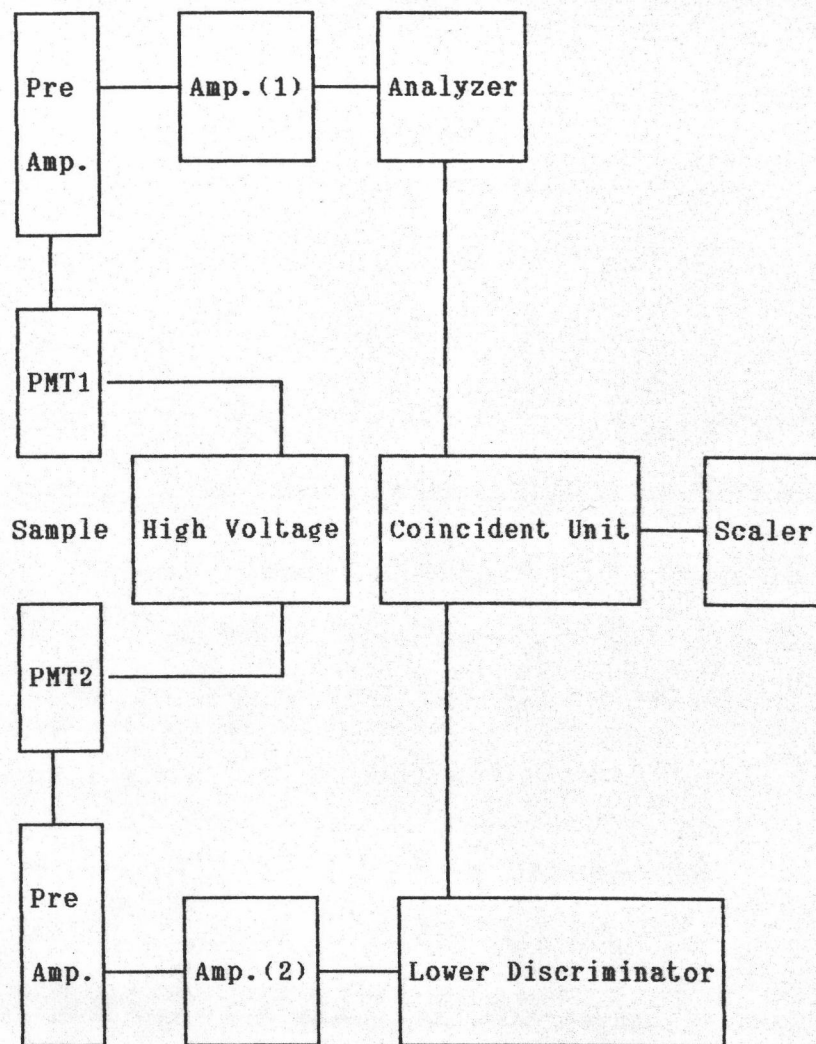 Pre
Amp.
Amp.(1)
Analyzer
PMT1
Sample
High Voltage
Coincident Unit
Scaler
PMT2
Pre
Amp.
Amp.(2)
Lower Discriminator